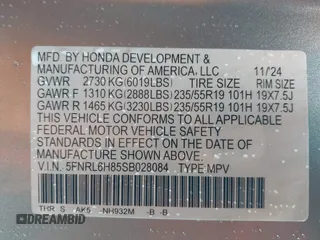 MFD BY HONDA DEVELOPMENT &
MANUFACTURING OF AMERICA, LLC 11/24
GVWR 2730 KG(6019LBS) TIRE SIZE RIM SIZE
GAWR F 1310 KG(2888LBS) 235/55R19 101H 19X7.5J
GAWR R 1465 KG(3230LBS) 235/55R19 101H 19X7.5J
THIS VEHICLE CONFORMS TO ALL APPLICABLE
FEDERAL MOTOR VEHICLE SAFETY
STANDARDS IN EFFECT ON THE DATE OF
MANUFACTURE SHOWN ABOVE.
V.I.N. 5FNRL6H85SB028084 TYPE MPV
THR S AK5 NH932M -B -B
DREAMBID